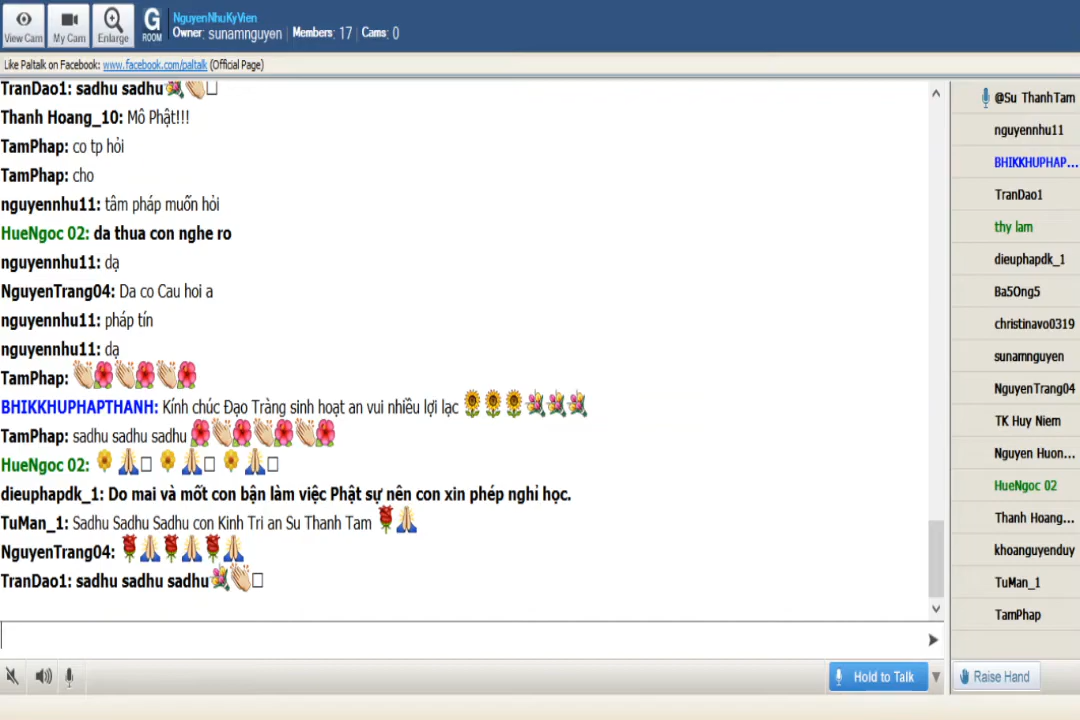 View Cam
My Cam
Enlarge
G ROOM
NguyenNhuKyVien
Owner: sunamnguyen | Members: 17 | Cams: 0
Like Paltalk on Facebook: www.facebook.com/paltalk (Official Page)
TranDao1: sadhu sadhu💐👏□
Thanh Hoang_10: Mô Phật!!!
TamPhap: co tp hỏi
TamPhap: cho
nguyennhu11: tâm pháp muốn hỏi
HueNgoc 02: da thua con nghe ro
nguyennhu11: dạ
NguyenTrang04: Da co Cau hoi a
nguyennhu11: pháp tín
nguyennhu11: dạ
TamPhap: 👏🌺👏🌺👏🌺
BHIKKHUPHAPTHANH: Kính chúc Đạo Tràng sinh hoạt an vui nhiều lợi lạc 🌻🌻🌻💐💐💐
TamPhap: sadhu sadhu sadhu 🌺👏🌺👏🌺👏🌺
HueNgoc 02: 🌼🙏□ 🌼🙏□ 🌼🙏□
dieuphapdk_1: Do mai và mốt con bận làm việc Phật sự nên con xin phép nghỉ học.
TuMan_1: Sadhu Sadhu Sadhu con Kinh Tri an Su Thanh Tam 🌹🙏
NguyenTrang04: 🌹🙏🌹🙏🌹🙏
TranDao1: sadhu sadhu sadhu💐👏□
@Su ThanhTam
nguyennhu11
BHIKKHUPHAP...
TranDao1
thy lam
dieuphapdk_1
Ba5Ong5
christinavo0319
sunamnguyen
NguyenTrang04
TK Huy Niem
Nguyen Huon...
HueNgoc 02
Thanh Hoang...
khoanguyenduy
TuMan_1
TamPhap
Hold to Talk
Raise Hand